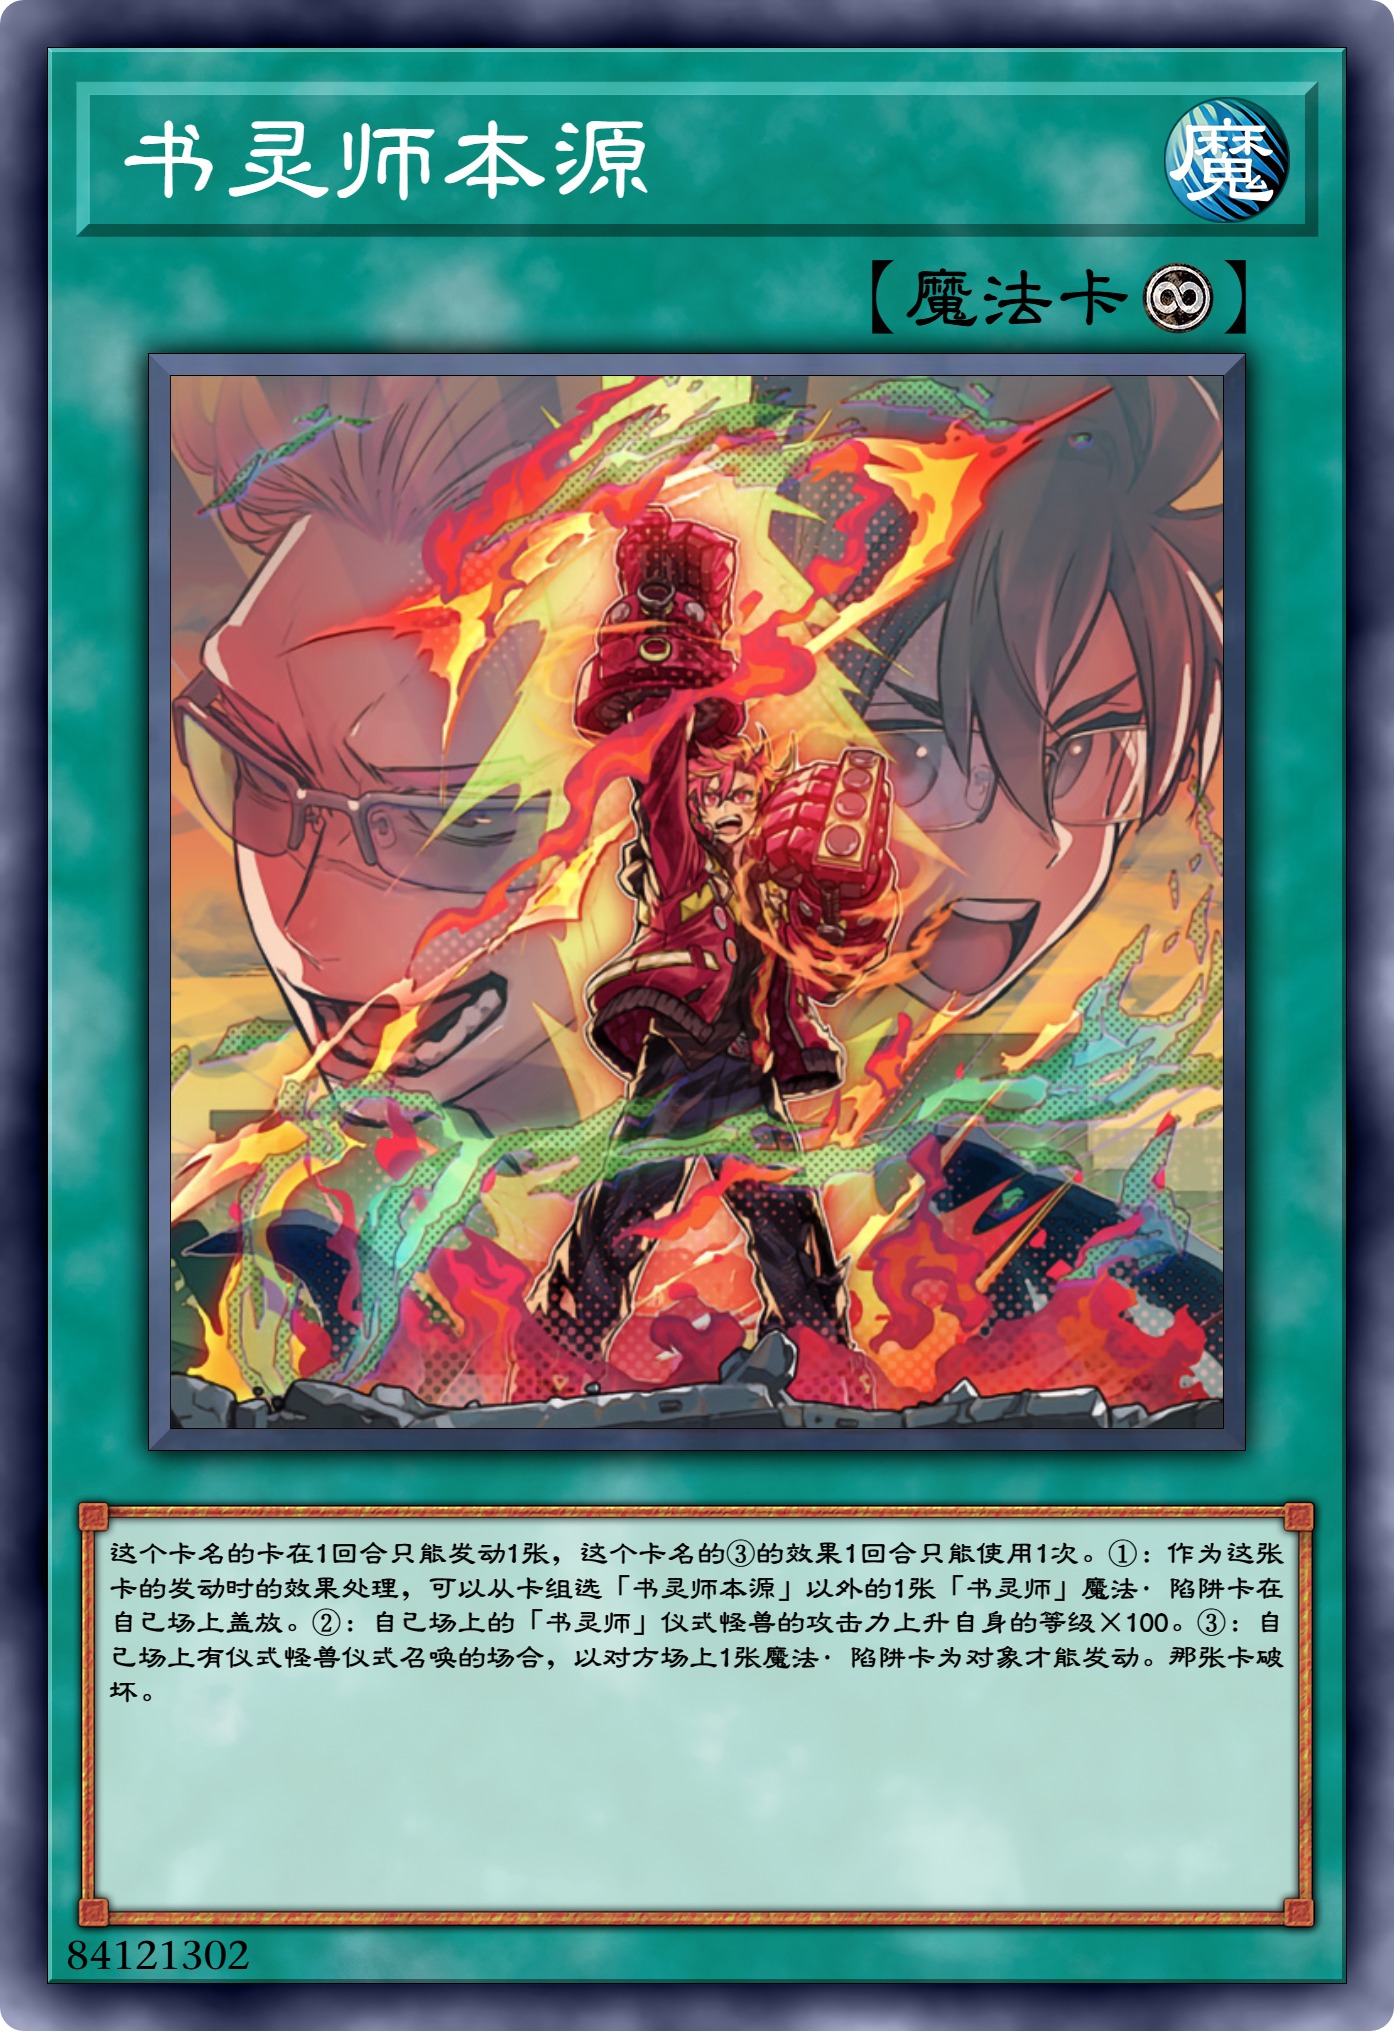 书灵师本源
魔
【魔法卡】
这个卡名的卡在1回合只能发动1张，这个卡名的③的效果1回合只能使用1次。①：作为这张
卡的发动时的效果处理，可以从卡组选「书灵师本源」以外的1张「书灵师」魔法·陷阱卡在
自己场上盖放。②：自己场上的「书灵师」仪式怪兽的攻击力上升自身的等级×100。③：自
己场上有仪式怪兽仪式召唤的场合，以对方场上1张魔法·陷阱卡为对象才能发动。那张卡破
坏。
84121302